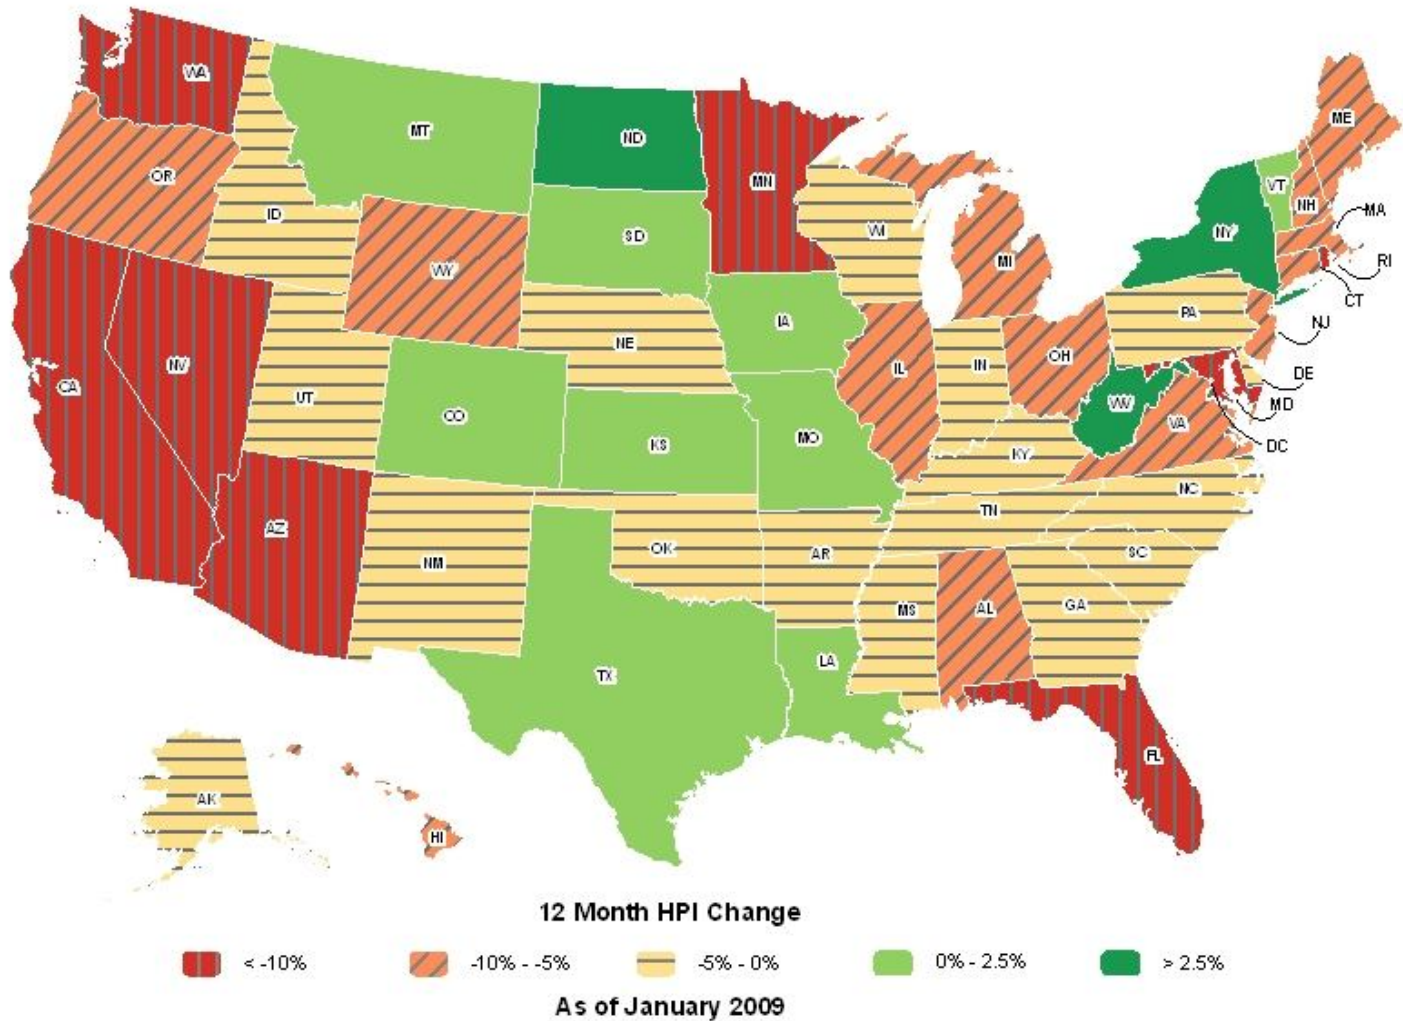 WA
MT
ND
ME
MN
OR
VT
NH
ID
MA
SD
WI
NY
MI
WY
RI
CT
IA
PA
NJ
NE
OH
NV
IN
IL
CA
DE
UT
WV
MD
CO
VA
MO
KS
DC
KY
NC
TN
AZ
OK
AR
SC
NM
GA
MS
AL
LA
TX
FL
AK
HI
12 Month HPI Change
< -10%
-10% - -5%
-5% - 0%
0% - 2.5%
> 2.5%
As of January 2009